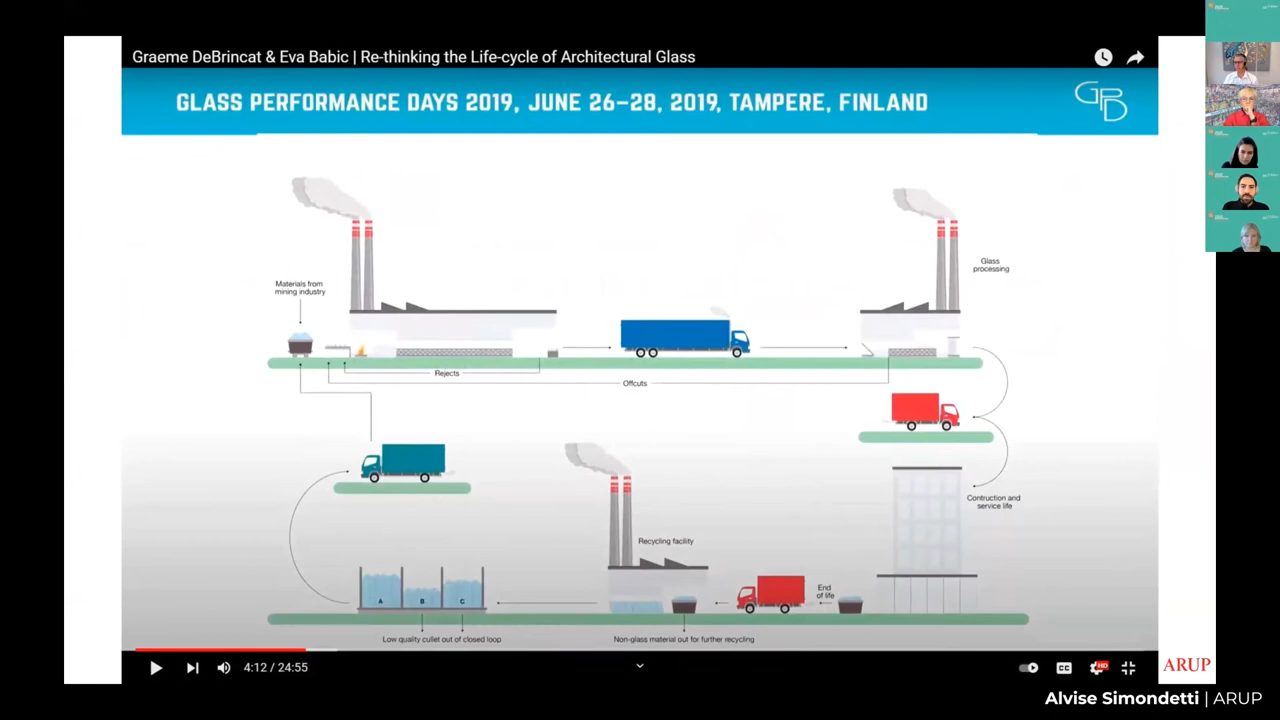 Graeme DeBrincat & Eva Babic | Re-thinking the Life-cycle of Architectural Glass
GLASS PERFORMANCE DAYS 2019, JUNE 26–28, 2019, TAMPERE, FINLAND
GPD
Materials from
mining industry
Glass
processing
Rejects
Offcuts
Contruction and
service life
Recycling facility
End
of life
A
B
C
Low quality cullet out of closed loop
Non-glass material out for further recycling
4:12 / 24:55
CC
HD
ARUP
Alvise Simondetti | ARUP